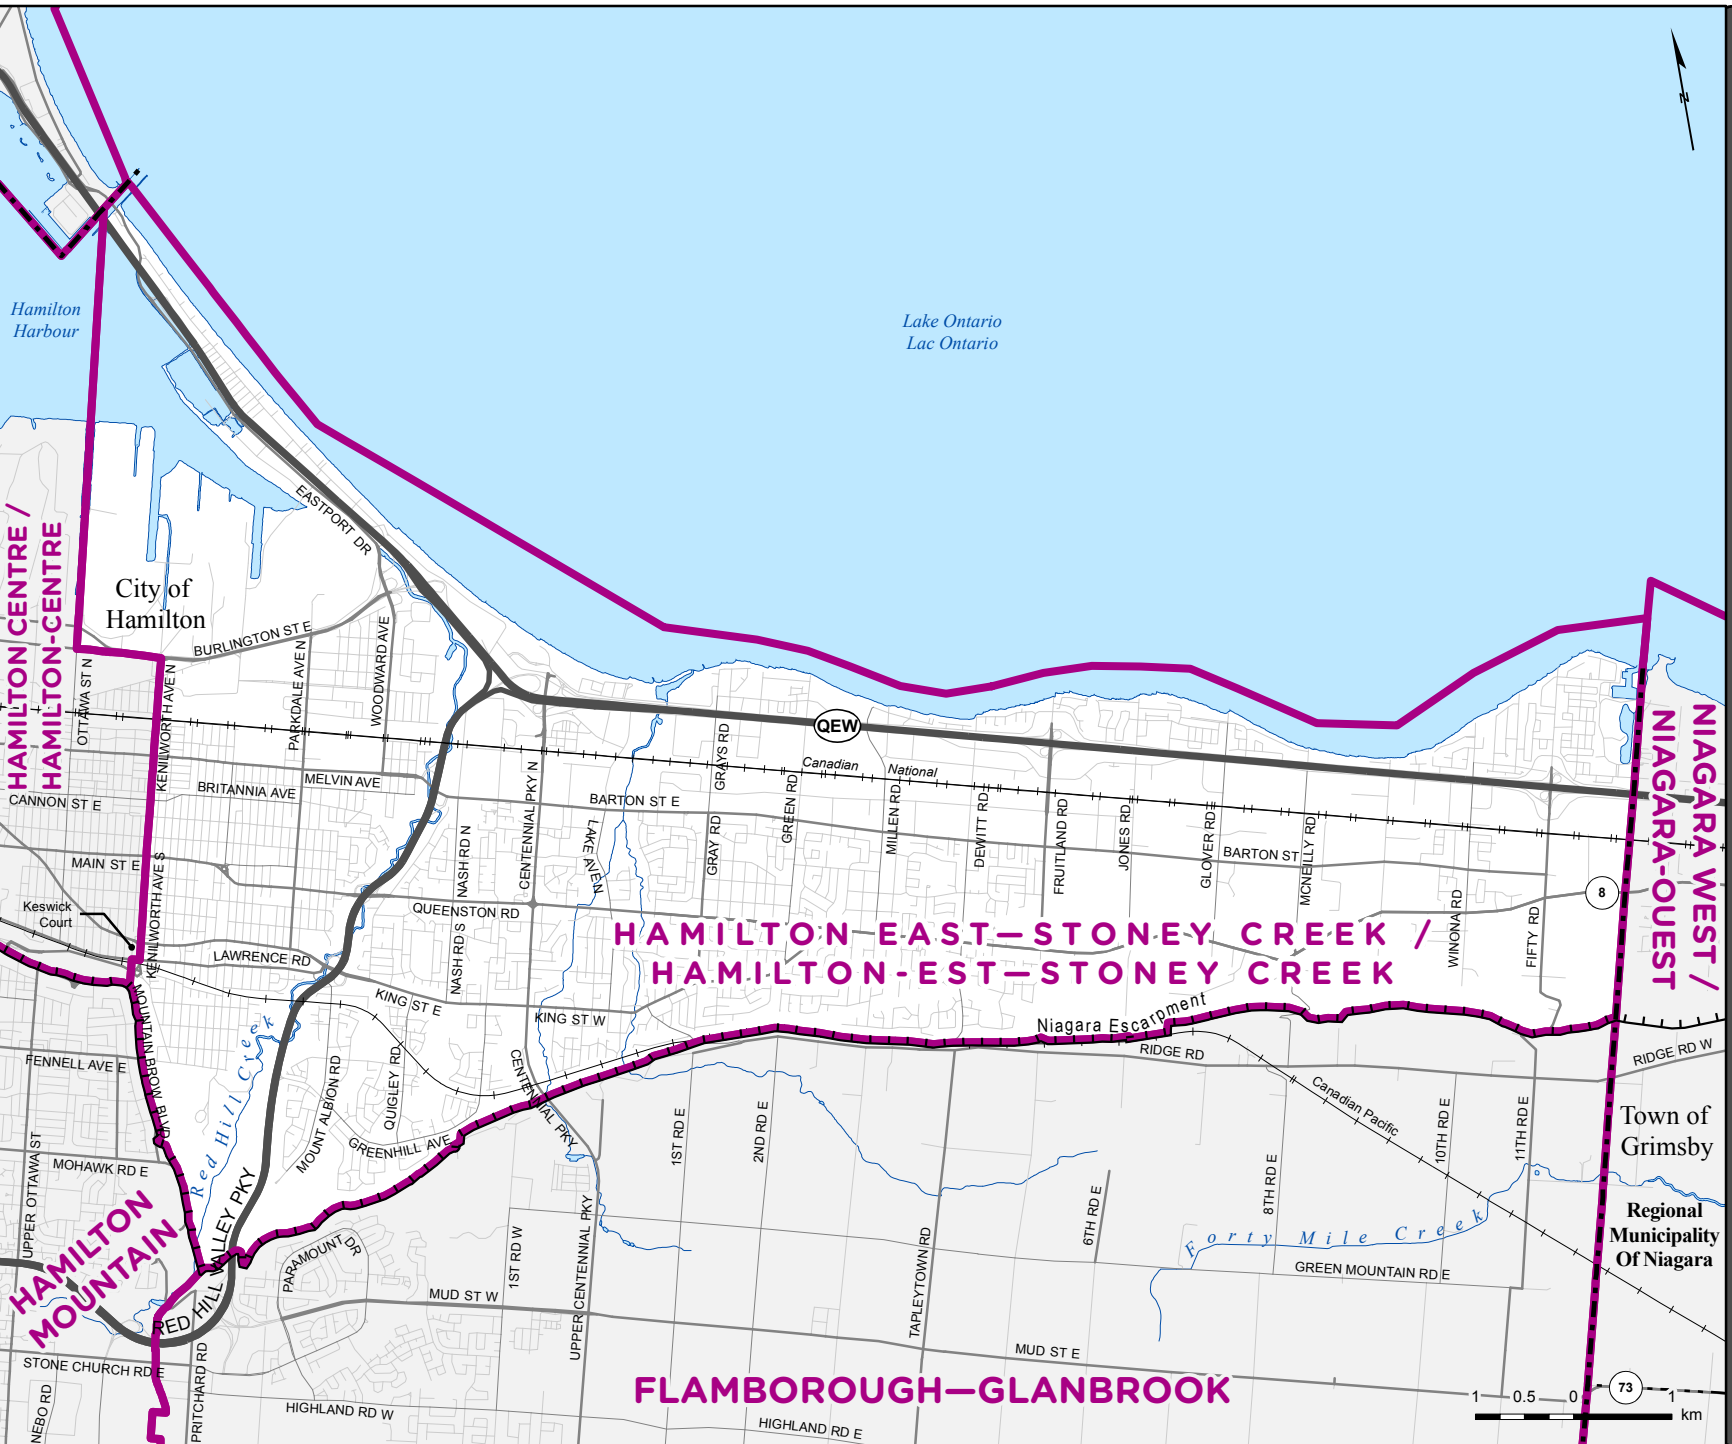 N
Hamilton
Harbour
Lake Ontario
Lac Ontario
EASTPORT DR
HAMILTON CENTRE /
HAMILTON-CENTRE
City of
Hamilton
BURLINGTON ST E
OTTAWA ST N
KENILWORTH AVE N
PARKDALE AVE N
WOODWARD AVE
QEW
Canadian National
GRAYS RD
MELVIN AVE
BRITANNIA AVE
CANNON ST E
BARTON ST E
CENTENNIAL PKY N
NASH RD N
LAKE AVE N
GRAY RD
GREEN RD
MILLEN RD
DEWITT RD
FRUITLAND RD
JONES RD
GLOVER RD
BARTON ST
MCNEILLY RD
WINONA RD
FIFTY RD
8
NIAGARA WEST /
NIAGARA-OUEST
MAIN ST E
Keswick
Court
KENILWORTH AVE S
QUEENSTON RD
NASH RD S
LAWRENCE RD
HAMILTON EAST—STONEY CREEK /
HAMILTON-EST—STONEY CREEK
KING ST E
KING ST W
Niagara Escarpment
RIDGE RD
RIDGE RD W
MOUNTAIN BROW BLVD
FENNELL AVE E
Red Hill Creek
MOUNT ALBION RD
QUIGLEY RD
GREENHILL AVE
CENTENNIAL PKY
Canadian Pacific
Town of
Grimsby
1ST RD E
2ND RD E
10TH RD E
11TH RD E
8TH RD E
6TH RD E
UPPER OTTAWA ST
MOHAWK RD E
HAMILTON
MOUNTAIN
RED HILL VALLEY PKY
PARAMOUNT DR
1ST RD W
UPPER CENTENNIAL PKY
TAPLEYTOWN RD
Forty Mile Creek
Regional
Municipality
Of Niagara
GREEN MOUNTAIN RD E
MUD ST W
MUD ST E
STONE CHURCH RD E
NEBO RD
PRITCHARD RD
HIGHLAND RD W
HIGHLAND RD E
FLAMBOROUGH—GLANBROOK
73
1 0.5 0 1
km